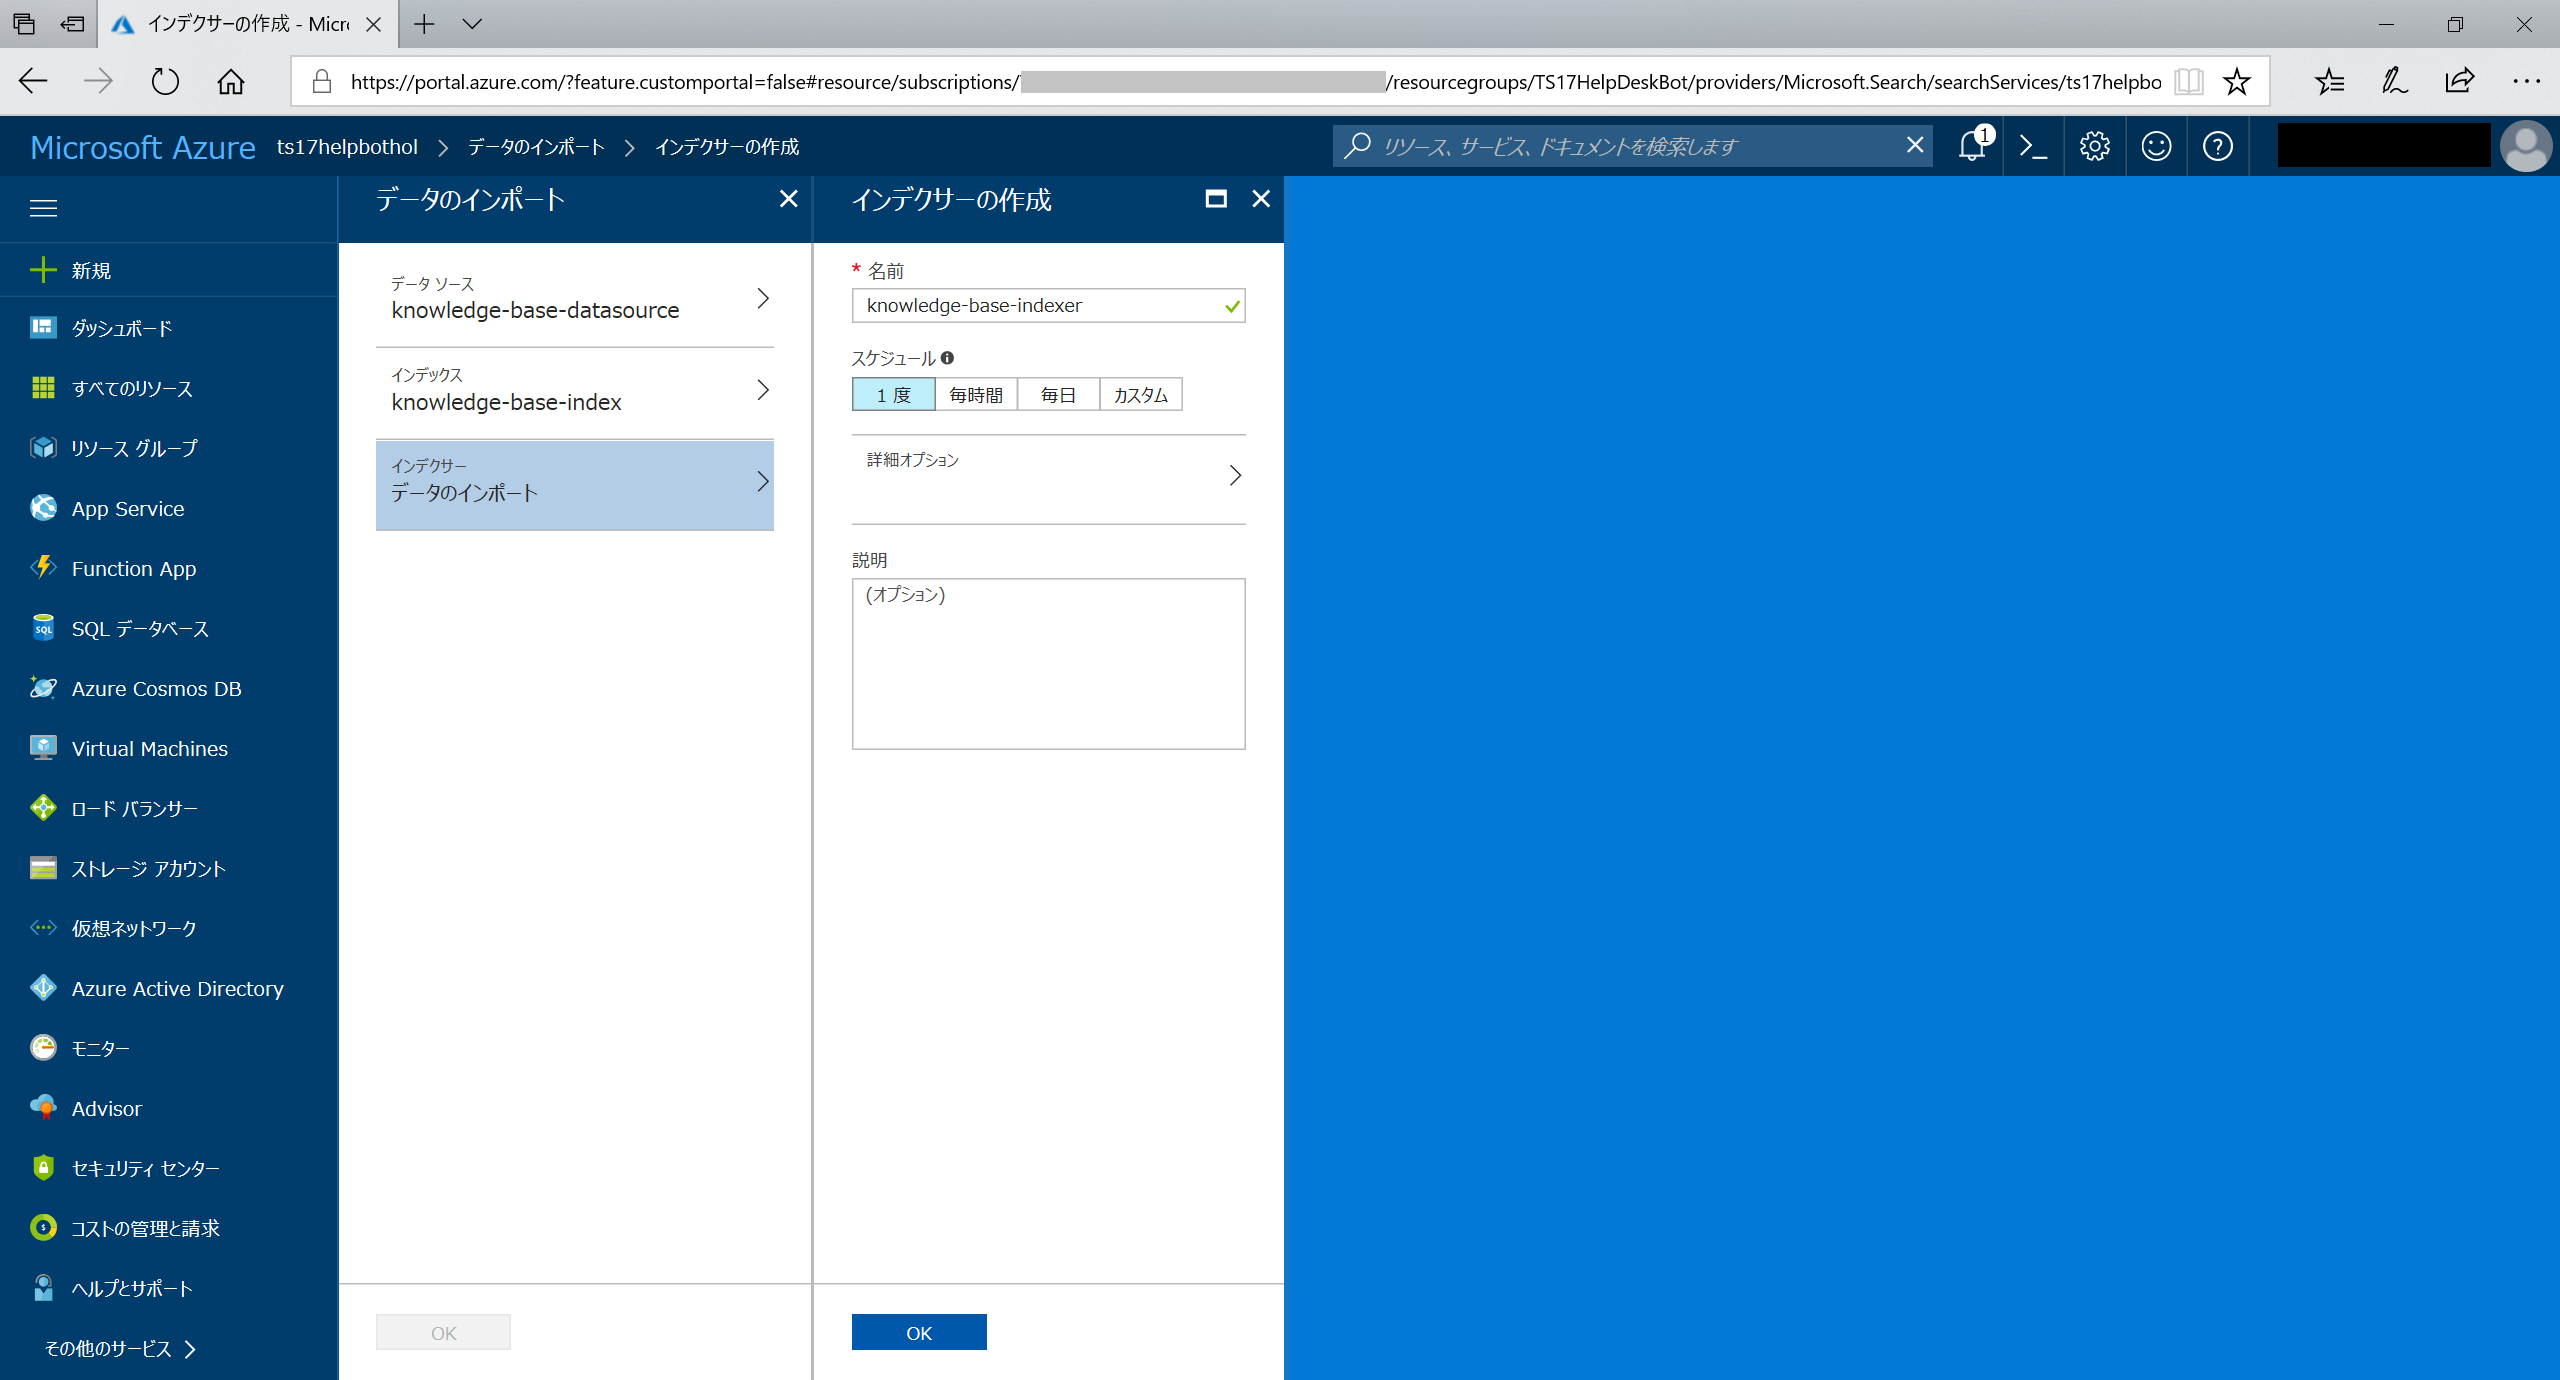 インデクサーの作成 - Micr
https://portal.azure.com/?feature.customportal=false#resource/subscriptions/ /resourcegroups/TS17HelpDeskBot/providers/Microsoft.Search/searchServices/ts17helpbo
Microsoft Azure ts17helpbothol > データのインポート > インデクサーの作成
リソース、サービス、ドキュメントを検索します
1
新規
ダッシュボード
すべてのリソース
リソース グループ
App Service
Function App
SQL データベース
Azure Cosmos DB
Virtual Machines
ロード バランサー
ストレージ アカウント
仮想ネットワーク
Azure Active Directory
モニター
Advisor
セキュリティ センター
コストの管理と請求
ヘルプとサポート
その他のサービス >
データのインポート
データ ソース
knowledge-base-datasource
インデックス
knowledge-base-index
インデクサー
データのインポート
OK
インデクサーの作成
* 名前
knowledge-base-indexer
スケジュール
1 度 毎時間 毎日 カスタム
詳細オプション
説明
(オプション)
OK